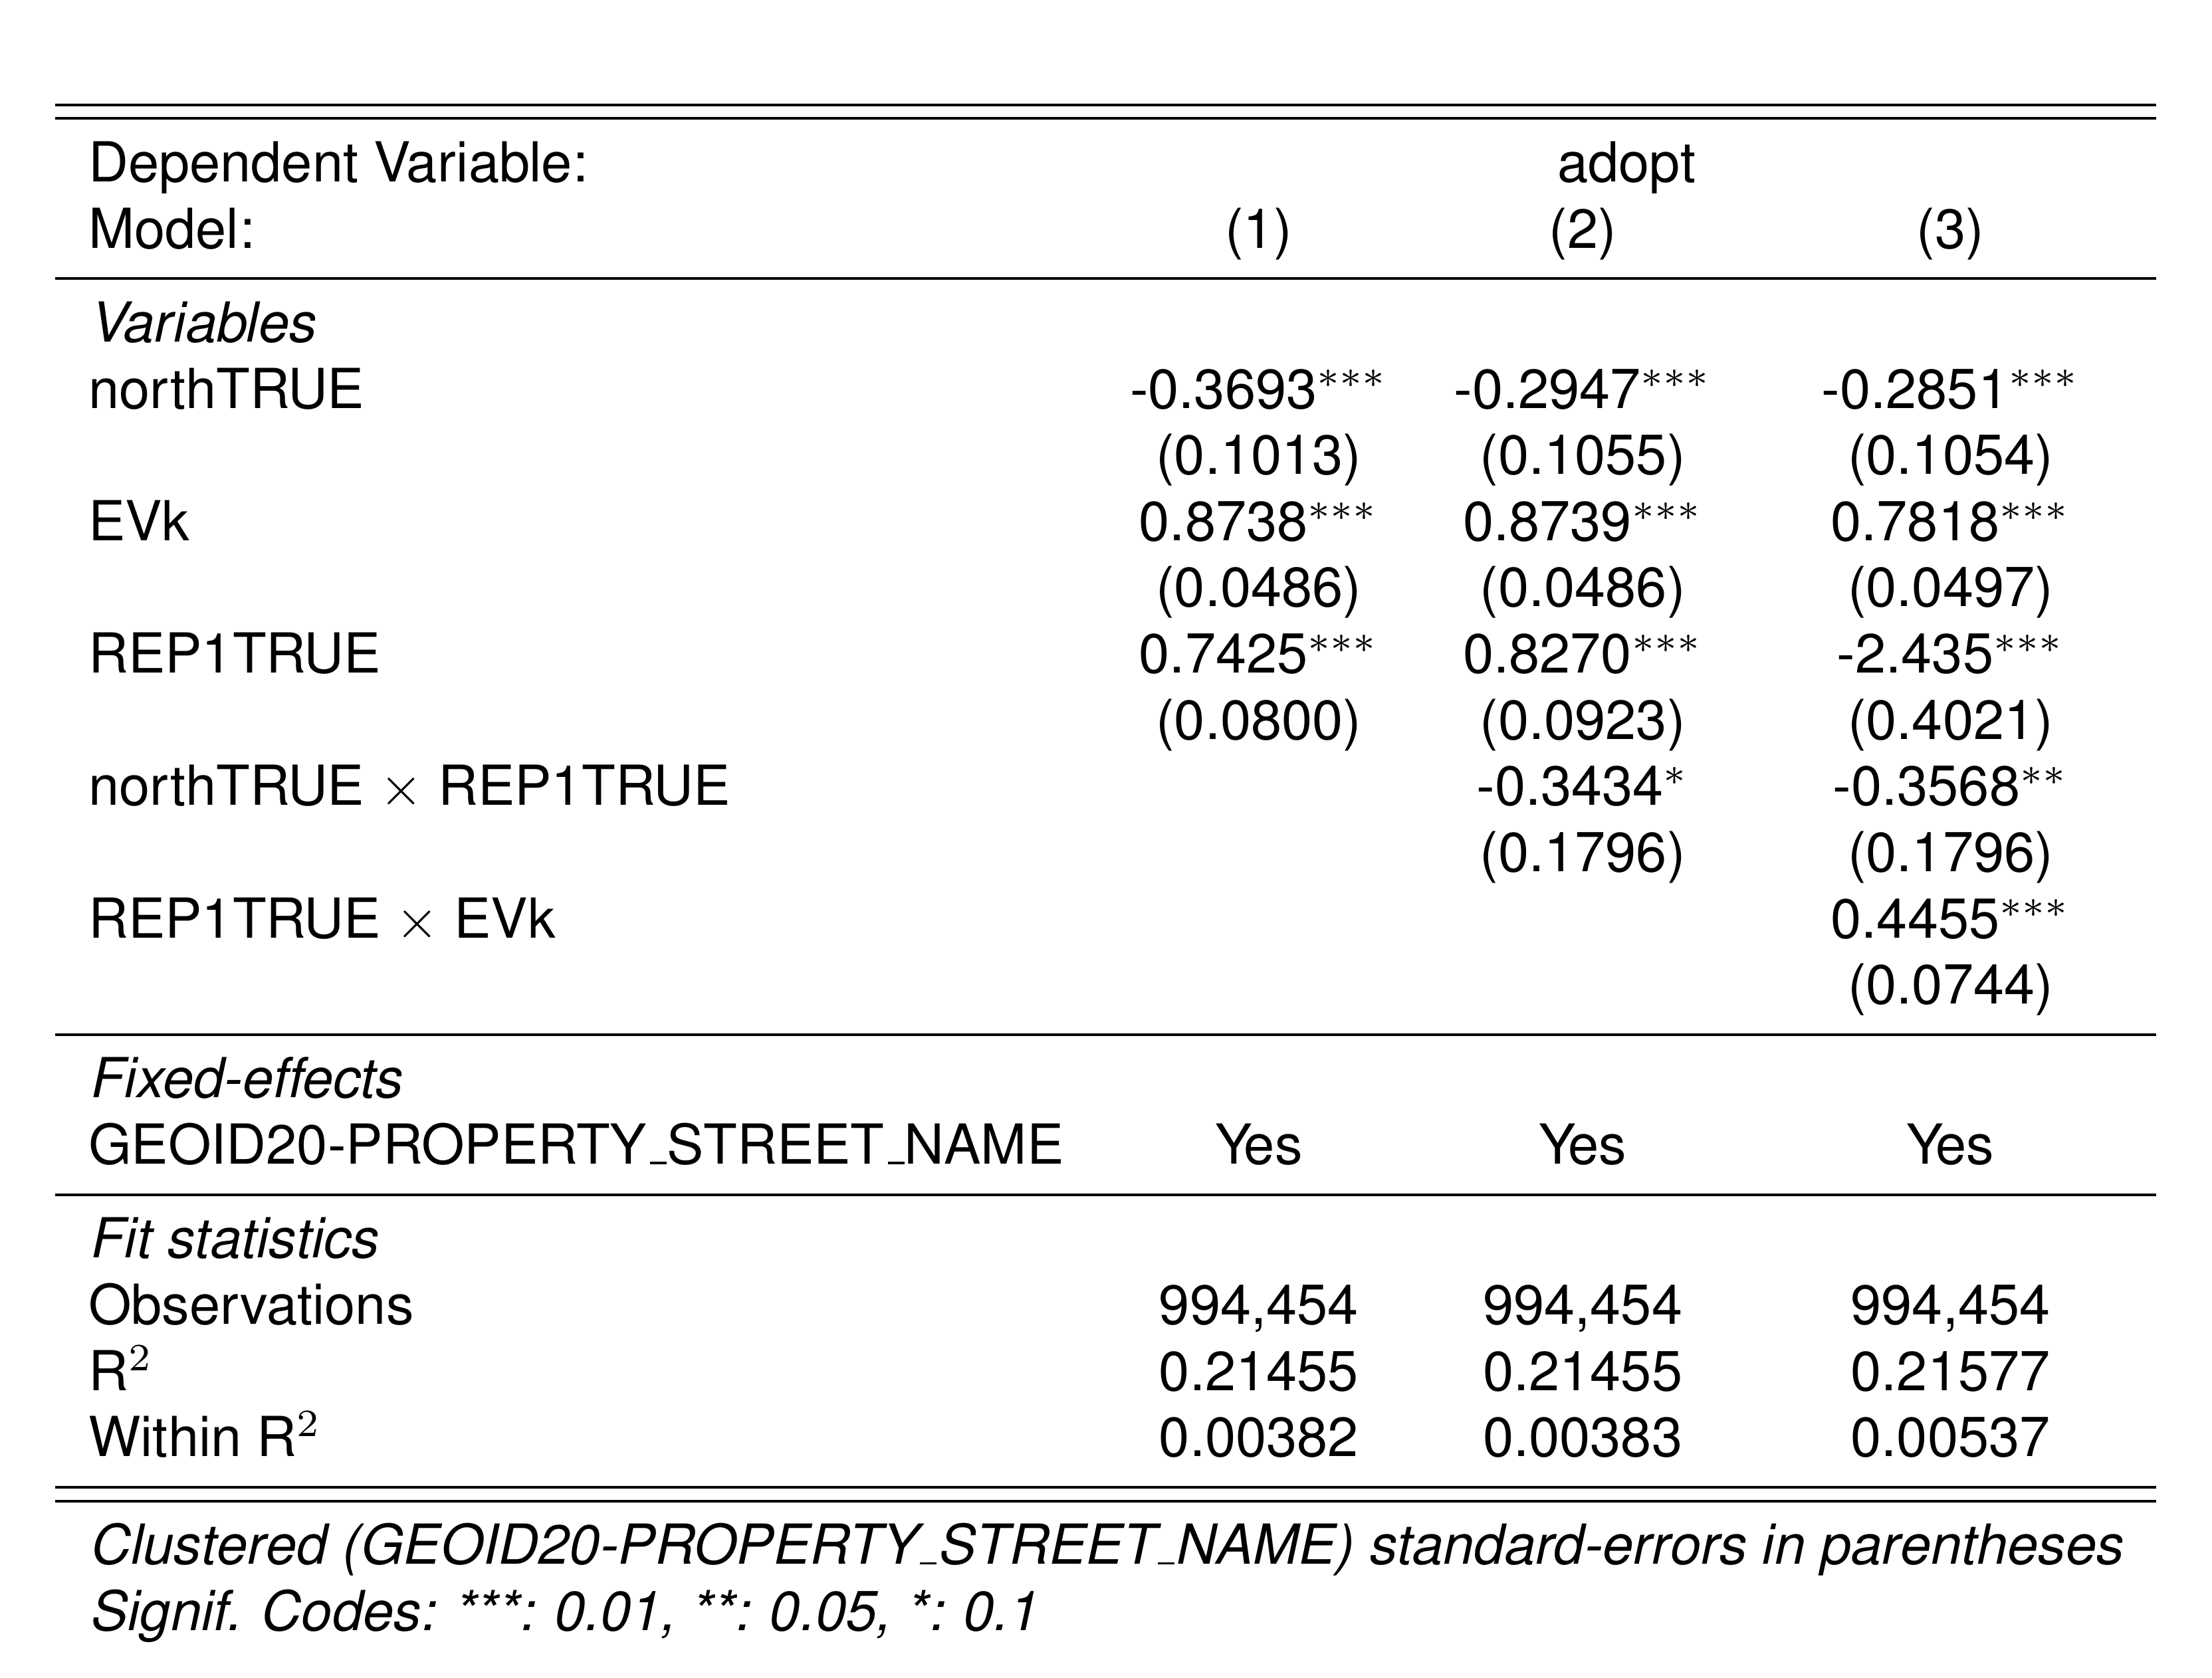 Dependent Variable: adopt
Model: (1) (2) (3)
Variables
northTRUE -0.3693*** -0.2947*** -0.2851***
(0.1013) (0.1055) (0.1054)
EVk 0.8738*** 0.8739*** 0.7818***
(0.0486) (0.0486) (0.0497)
REP1TRUE 0.7425*** 0.8270*** -2.435***
(0.0800) (0.0923) (0.4021)
northTRUE × REP1TRUE -0.3434* -0.3568**
(0.1796) (0.1796)
REP1TRUE × EVk 0.4455***
(0.0744)
Fixed-effects
GEOID20-PROPERTY_STREET_NAME Yes Yes Yes
Fit statistics
Observations 994,454 994,454 994,454
R² 0.21455 0.21455 0.21577
Within R² 0.00382 0.00383 0.00537
Clustered (GEOID20-PROPERTY_STREET_NAME) standard-errors in parentheses
Signif. Codes: ***: 0.01, **: 0.05, *: 0.1